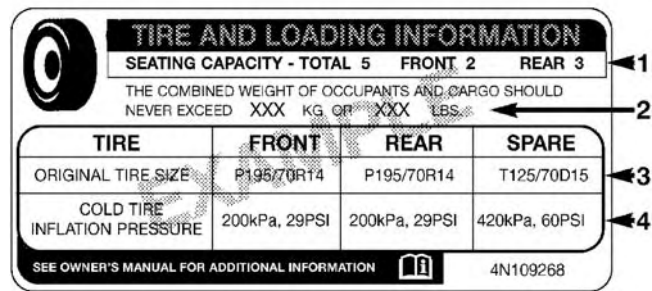 TIRE AND LOADING INFORMATION
SEATING CAPACITY - TOTAL 5 FRONT 2 REAR 3
1
THE COMBINED WEIGHT OF OCCUPANTS AND CARGO SHOULD
NEVER EXCEED XXX KG OR XXX LBS.
2
TIRE FRONT REAR SPARE
ORIGINAL TIRE SIZE P195/70R14 P195/70R14 T125/70D15
3
COLD TIRE
INFLATION PRESSURE 200kPa, 29PSI 200kPa, 29PSI 420kPa, 60PSI
4
SEE OWNER'S MANUAL FOR ADDITIONAL INFORMATION i 4N109268
EXAMPLE